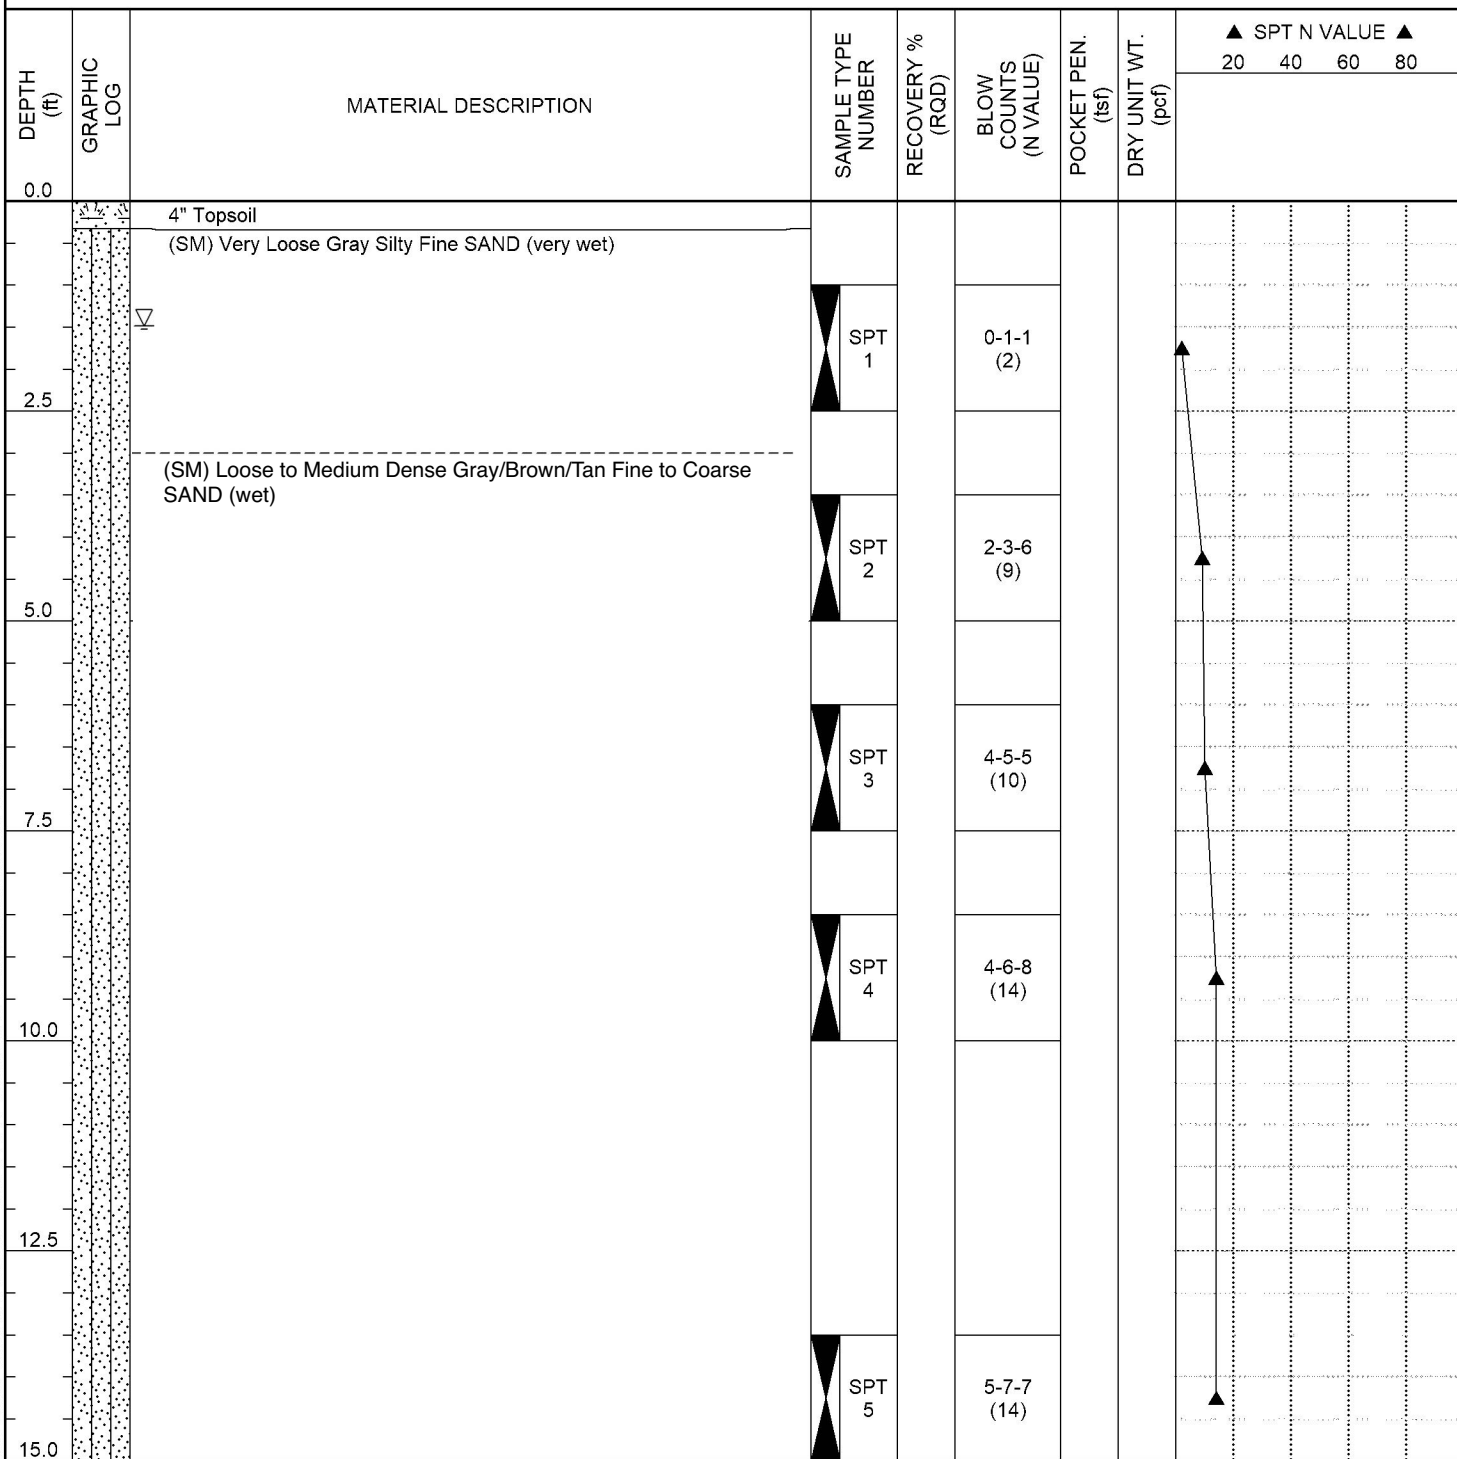 DEPTH
(ft)
GRAPHIC
LOG
MATERIAL DESCRIPTION
SAMPLE TYPE
NUMBER
RECOVERY %
(RQD)
BLOW
COUNTS
(N VALUE)
POCKET PEN.
(tsf)
DRY UNIT WT.
(pcf)
▲ SPT N VALUE ▲
20 40 60 80
0.0
4" Topsoil
(SM) Very Loose Gray Silty Fine SAND (very wet)
SPT
1
0-1-1
(2)
2.5
(SM) Loose to Medium Dense Gray/Brown/Tan Fine to Coarse
SAND (wet)
SPT
2
2-3-6
(9)
5.0
SPT
3
4-5-5
(10)
7.5
SPT
4
4-6-8
(14)
10.0
12.5
SPT
5
5-7-7
(14)
15.0